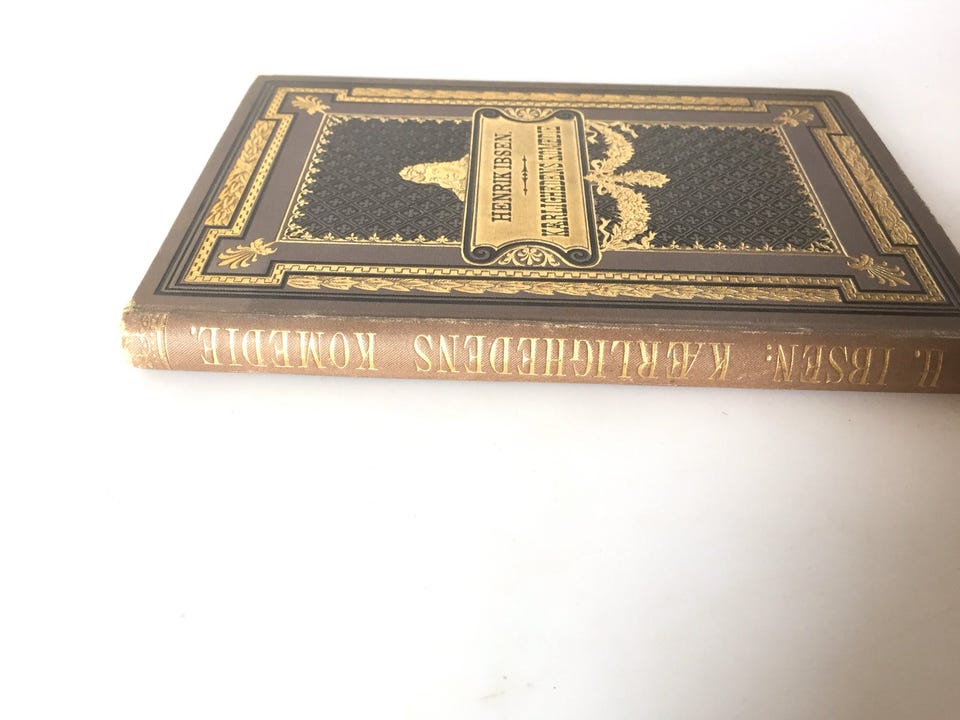 HENRIK IBSEN.
KÆRLIGHEDENS KOMEDIE
H. IBSEN: KÆRLIGHEDENS KOMEDIE.